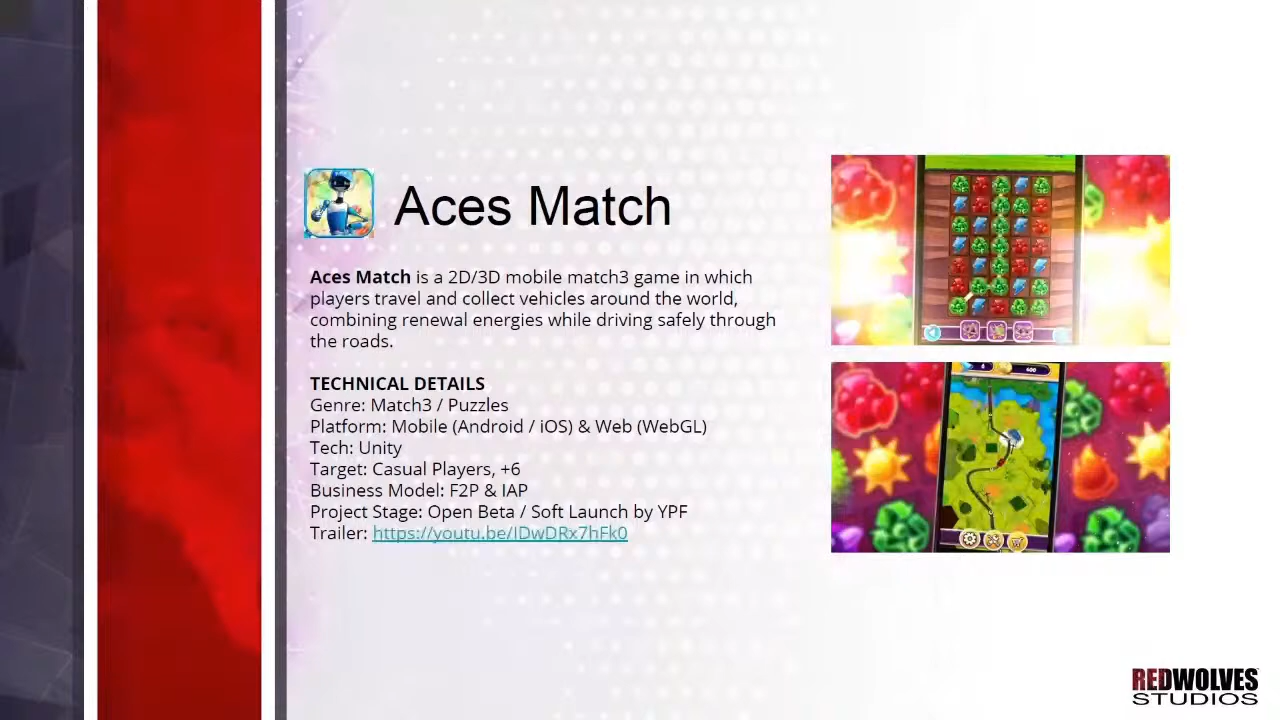 Aces Match
Aces Match is a 2D/3D mobile match3 game in which
players travel and collect vehicles around the world,
combining renewal energies while driving safely through
the roads.
TECHNICAL DETAILS
Genre: Match3 / Puzzles
Platform: Mobile (Android / iOS) & Web (WebGL)
Tech: Unity
Target: Casual Players, +6
Business Model: F2P & IAP
Project Stage: Open Beta / Soft Launch by YPF
Trailer: https://youtu.be/IDwDRx7hFk0
6
600
REDWOLVES
STUDIOS